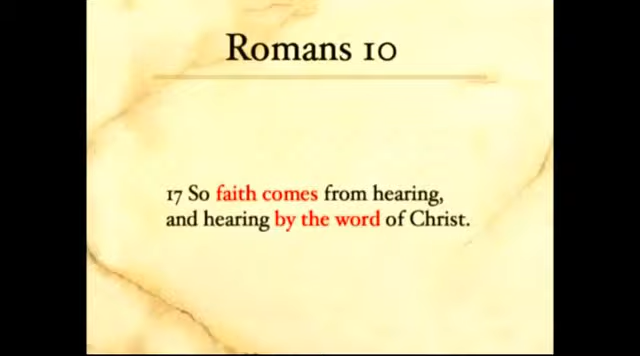 Romans 10
17 So faith comes from hearing,
and hearing by the word of Christ.